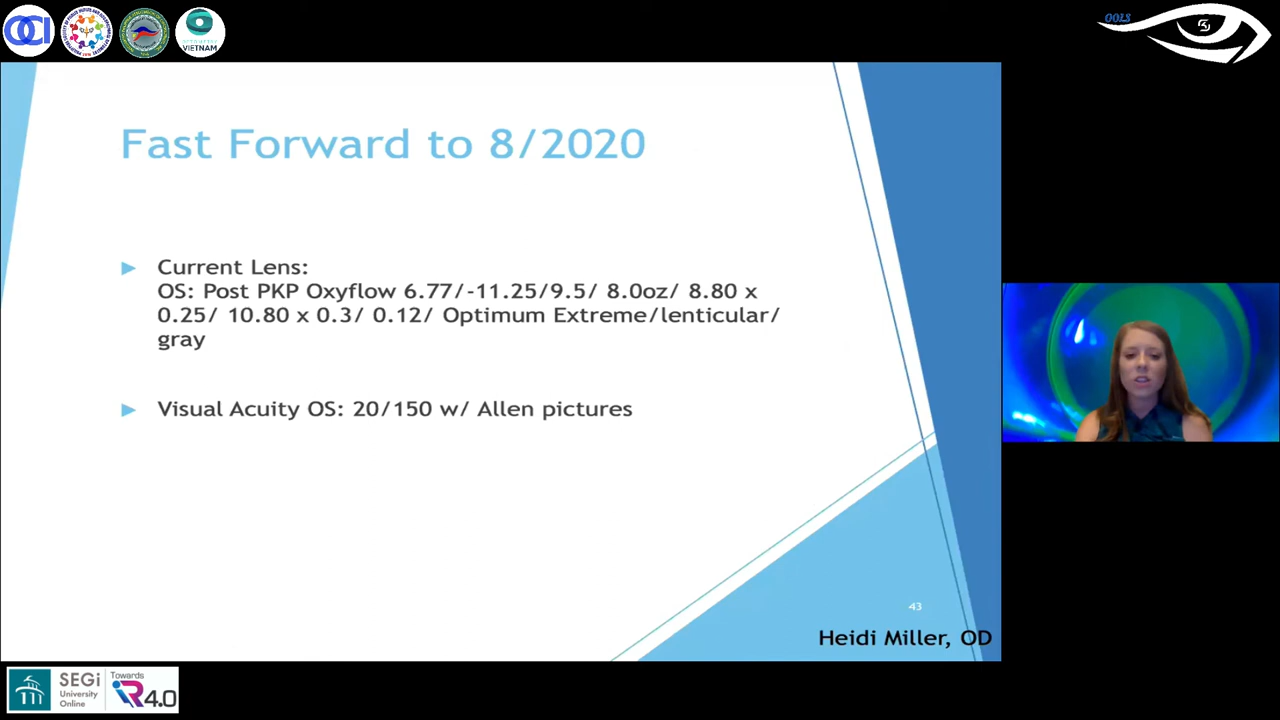 OCI
VIETNAM
OOLS
Fast Forward to 8/2020
Current Lens:
OS: Post PKP Oxyflow 6.77/-11.25/9.5/ 8.0oz/ 8.80 x
0.25/ 10.80 x 0.3/ 0.12/ Optimum Extreme/lenticular/
gray
Visual Acuity OS: 20/150 w/ Allen pictures
43
Heidi Miller, OD
SEGi
University
Online
Towards
iR4.0